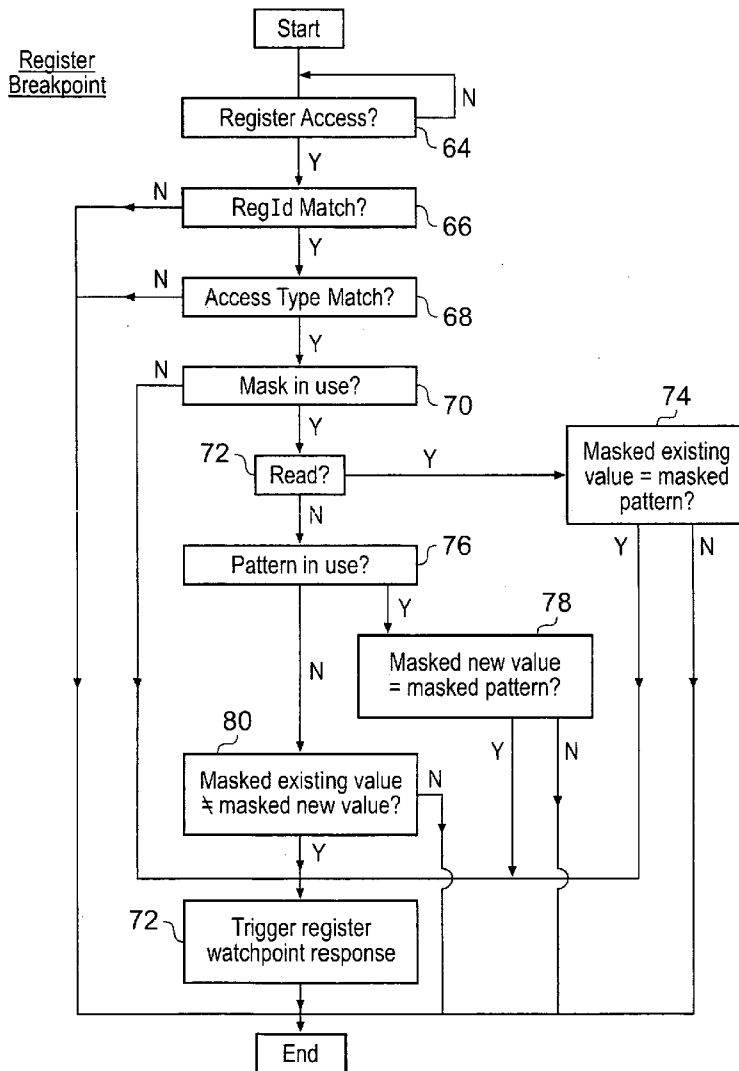 Start
Register
Breakpoint
N
Register Access?
64
Y
N
RegId Match?
66
Y
N
Access Type Match?
68
Y
N
Mask in use?
70
Y
72
Read?
Y
74
Masked existing
value = masked
pattern?
N
Y
N
76
Pattern in use?
Y
78
Masked new value
= masked pattern?
N
Y
N
80
Masked existing value
≠ masked new value?
N
Y
72
Trigger register
watchpoint response
End